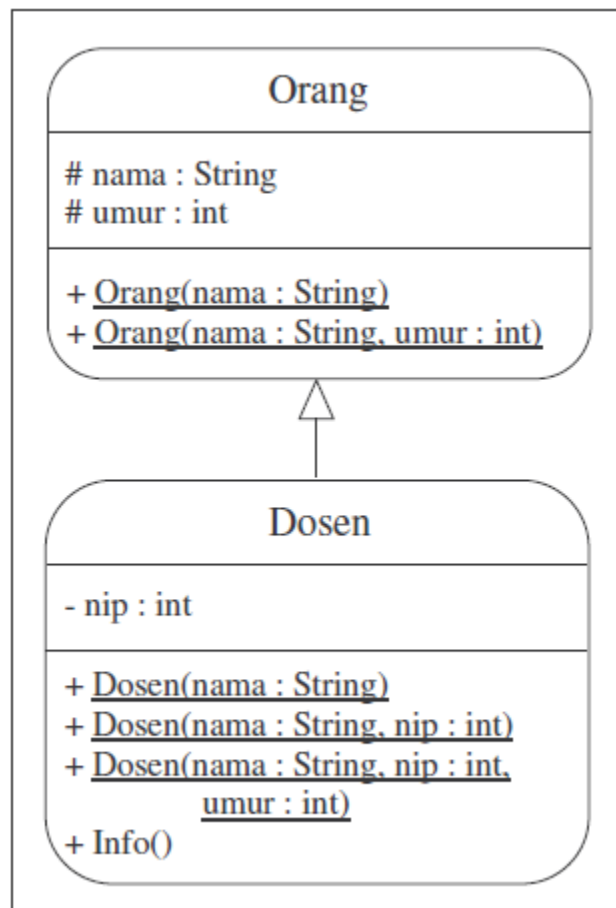 Orang
# nama : String
# umur : int
+ Orang(nama : String)
+ Orang(nama : String, umur : int)
Dosen
- nip : int
+ Dosen(nama : String)
+ Dosen(nama : String, nip : int)
+ Dosen(nama : String, nip : int,
umur : int)
+ Info()